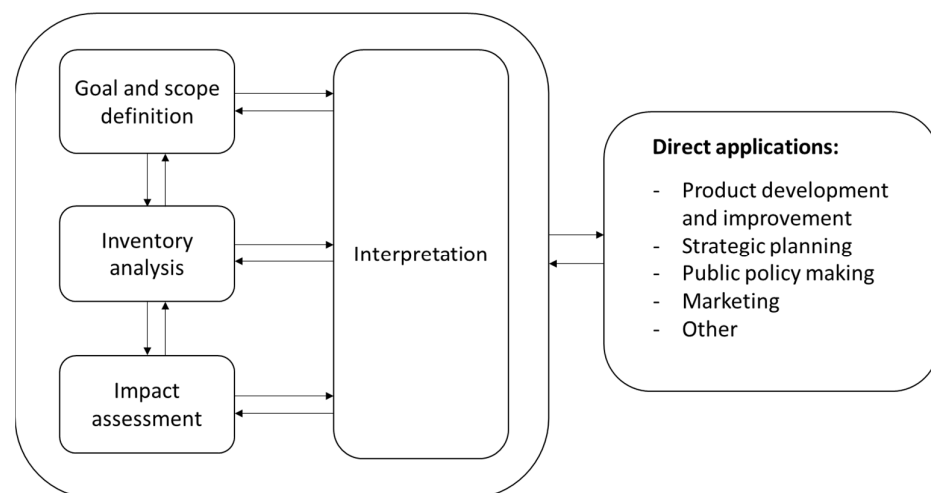 Goal and scope
definition
Inventory
analysis
Impact
assessment
Interpretation
Direct applications:
- Product development
and improvement
- Strategic planning
- Public policy making
- Marketing
- Other